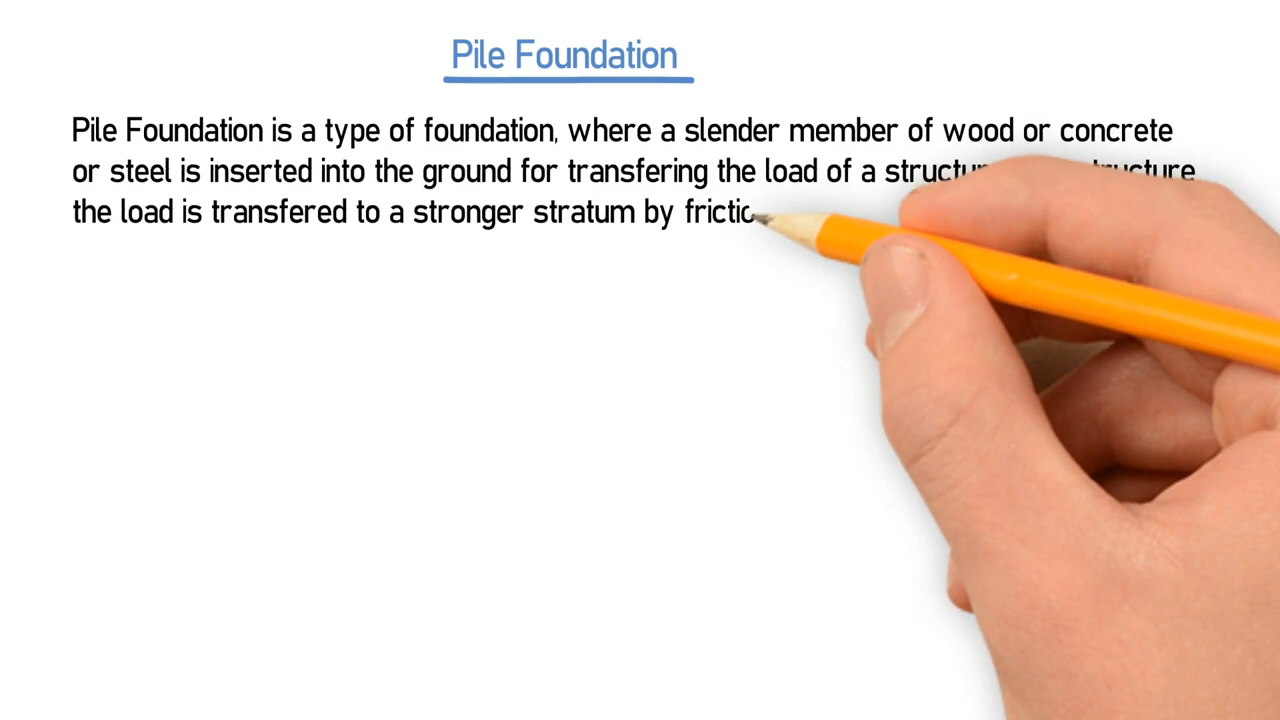 Pile Foundation
Pile Foundation is a type of foundation, where a slender member of wood or concrete
or steel is inserted into the ground for transfering the load of a
the load is transfered to a stronger stratum by